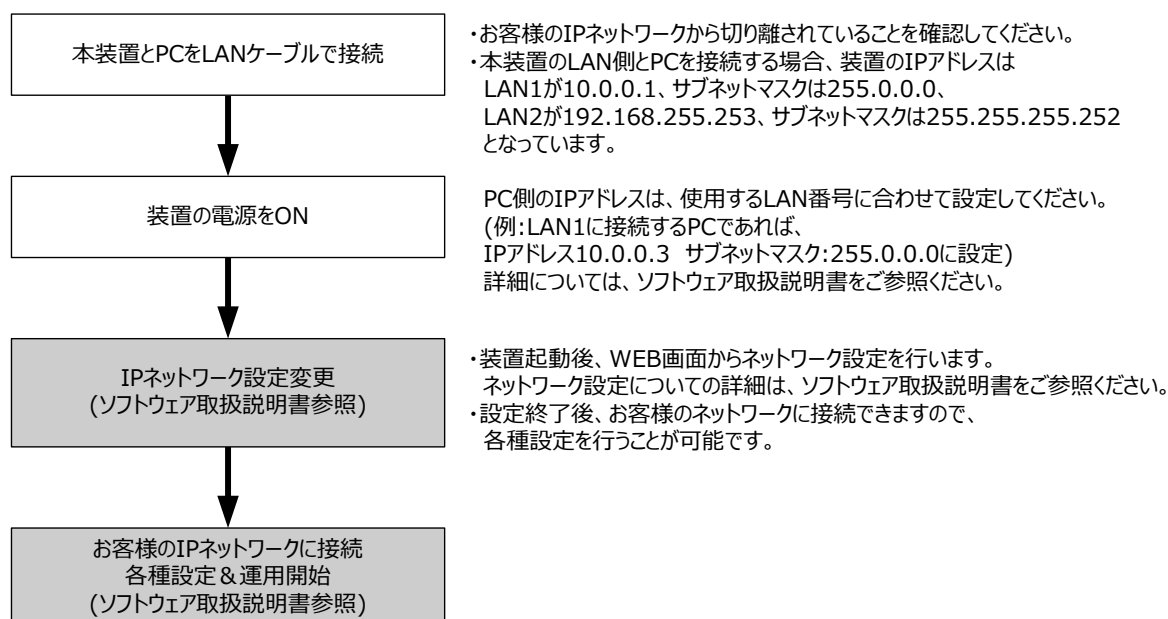 本装置とPCをLANケーブルで接続
・お客様のIPネットワークから切り離されていることを確認してください。
・本装置のLAN側とPCを接続する場合、装置のIPアドレスは
LAN1が10.0.0.1、サブネットマスクは255.0.0.0、
LAN2が192.168.255.253、サブネットマスクは255.255.255.252
となっています。
装置の電源をON
PC側のIPアドレスは、使用するLAN番号に合わせて設定してください。
(例:LAN1に接続するPCであれば、
IPアドレス10.0.0.3 サブネットマスク:255.0.0.0に設定)
詳細については、ソフトウェア取扱説明書をご参照ください。
IPネットワーク設定変更
(ソフトウェア取扱説明書参照)
・装置起動後、WEB画面からネットワーク設定を行います。
ネットワーク設定についての詳細は、ソフトウェア取扱説明書をご参照ください。
・設定終了後、お客様のネットワークに接続できますので、
各種設定を行うことが可能です。
お客様のIPネットワークに接続
各種設定&運用開始
(ソフトウェア取扱説明書参照)